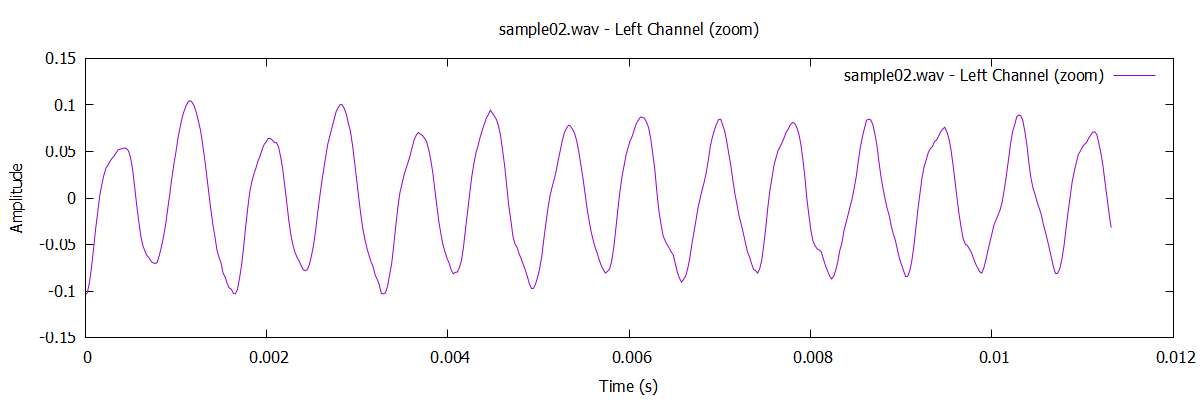 sample02.wav - Left Channel (zoom)
0.15
sample02.wav - Left Channel (zoom)
0.1
0.05
0
-0.05
-0.1
-0.15
Amplitude
0 0.002 0.004 0.006 0.008 0.01 0.012
Time (s)